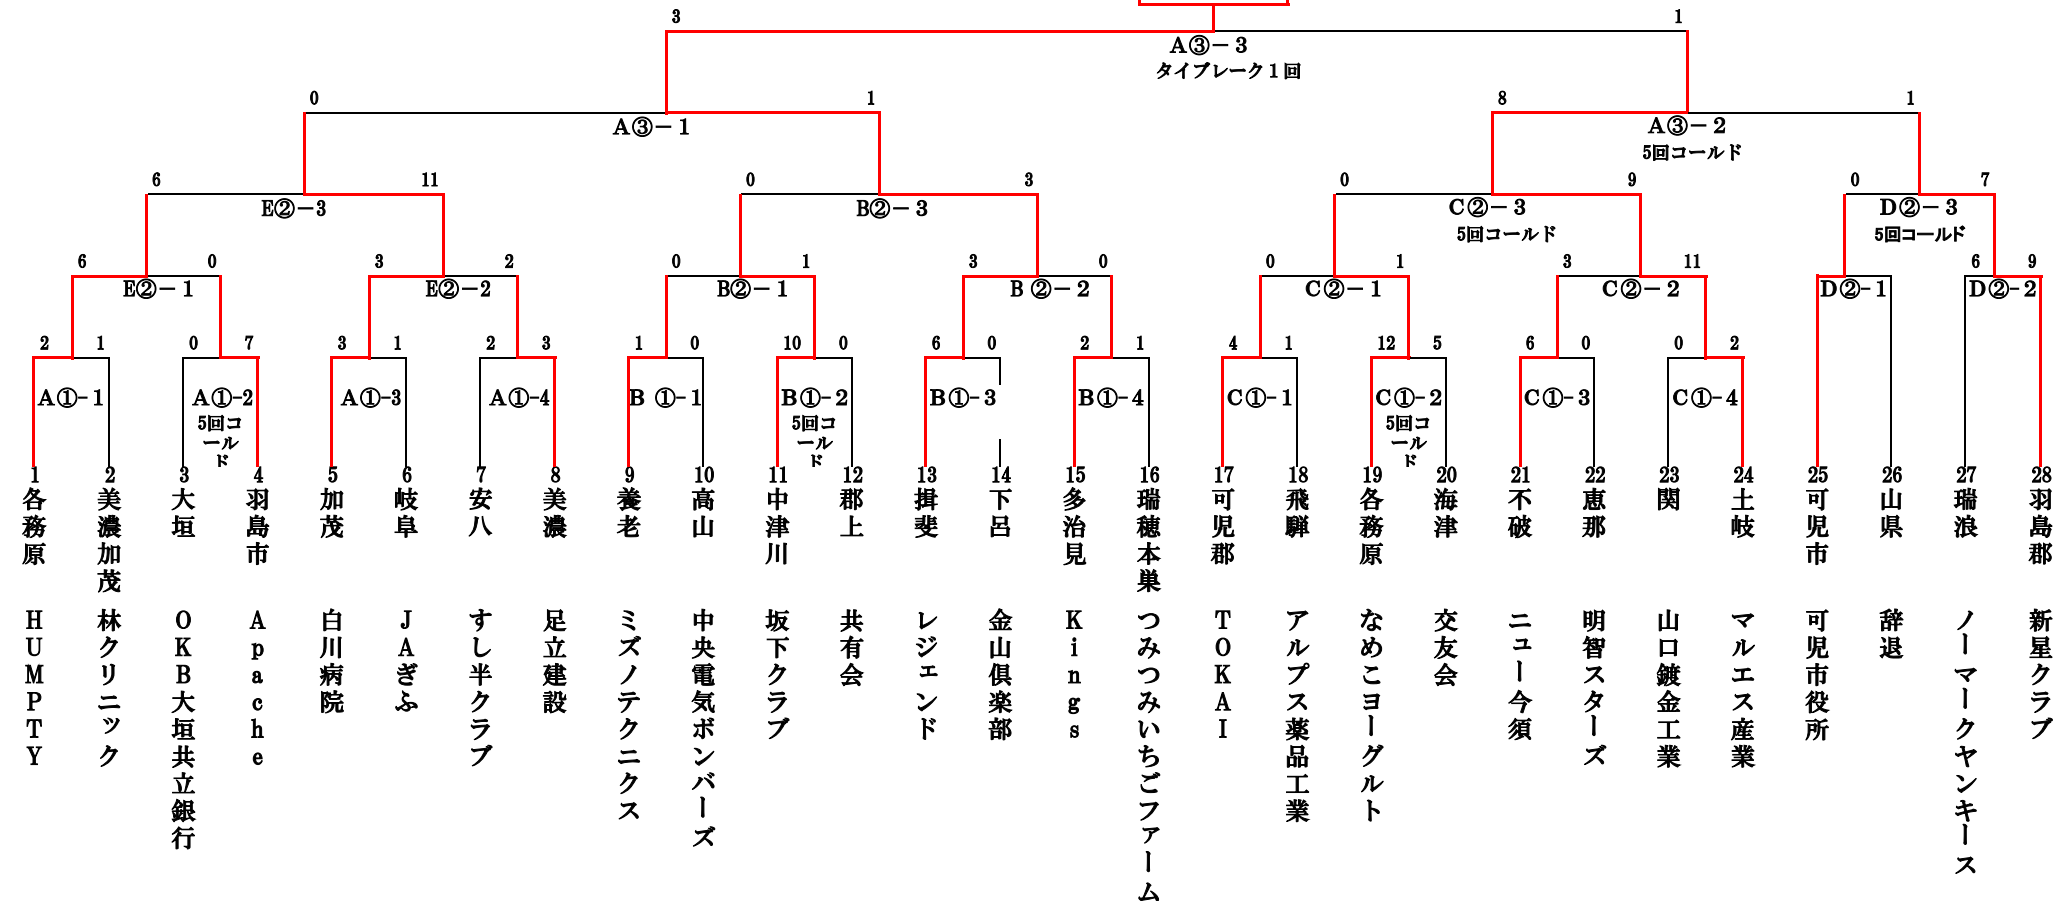 3 1
A③－3
タイブレーク１回
0 1 8 1
A③－1 A③－2
5回コールド
6 11 0 3 0 9 0 7
E②－3 B②－3 C②－3 D②－3
5回コールド 5回コールド
6 0 3 2 0 1 3 0 0 1 3 11 6 9
E②－1 E②－2 B②－1 B ②－2 C②－1 C②－2 D②-1 D②-2
2 1 0 7 3 1 2 3 1 0 10 0 6 0 2 1 4 1 12 5 6 0 0 2
A①-1 A①-2 A①-3 A①-4 B ①-1 B①-2 B①-3 B①-4 C①-1 C①-2 C①-3 C①-4
5回コールド 5回コールド 5回コールド
1 各務原 HUMPTY
2 美濃加茂 林クリニック
3 大垣 OKB大垣共立銀行
4 羽島市 Apache
5 加茂 白川病院
6 岐阜 JAぎふ
7 安八 すし半クラブ
8 美濃 足立建設
9 養老 ミズノテクニクス
10 高山 中央電気ボンバーズ
11 中津川 坂下クラブ
12 郡上 共有会
13 揖斐 レジェンド
14 下呂 金山倶楽部
15 多治見 Kings
16 瑞穂本巣 つみつみいちごファーム
17 可児郡 TOKAI
18 飛騨 アルプス薬品工業
19 各務原 なめこヨーグルト
20 海津 交友会
21 不破 ニュー今須
22 恵那 明智スターズ
23 関 山口鍍金工業
24 土岐 マルエス産業
25 可児市 可児市役所
26 山県 辞退
27 瑞浪 ノーマークヤンキース
28 羽島郡 新星クラブ